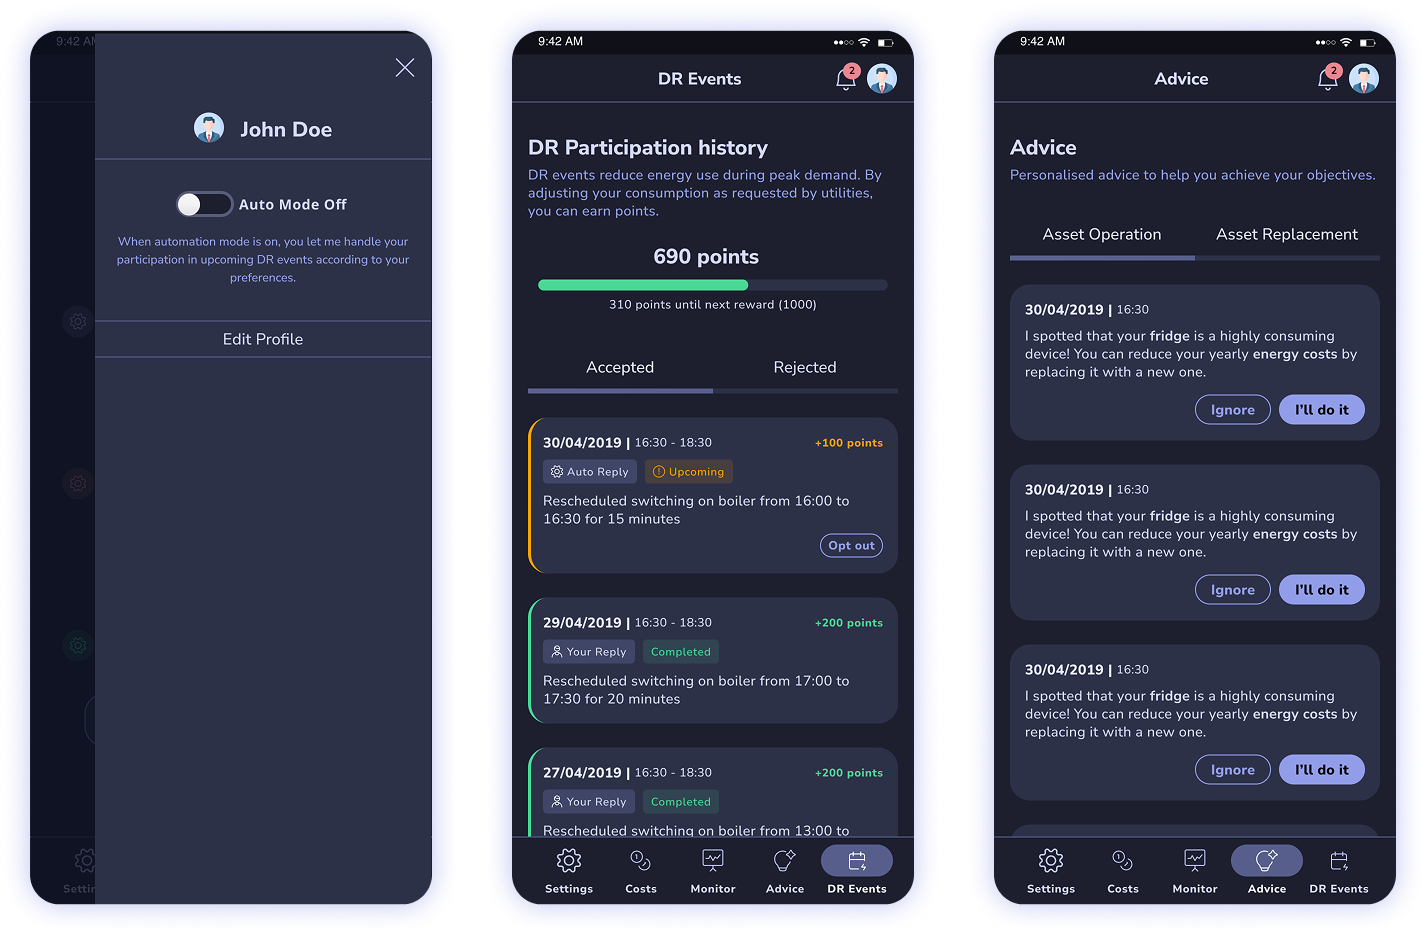 9:42 AM
John Doe
Auto Mode Off
When automation mode is on, you let me handle your
participation in upcoming DR events according to your
preferences.
Edit Profile
9:42 AM
DR Events
2
DR Participation history
DR events reduce energy use during peak demand. By
adjusting your consumption as requested by utilities,
you can earn points.
690 points
310 points until next reward (1000)
Accepted
Rejected
30/04/2019 | 16:30 - 18:30
+100 points
Auto Reply
Upcoming
Rescheduled switching on boiler from 16:00 to
16:30 for 15 minutes
Opt out
29/04/2019 | 16:30 - 18:30
+200 points
Your Reply
Completed
Rescheduled switching on boiler from 17:00 to
17:30 for 20 minutes
27/04/2019 | 16:30 - 18:30
+200 points
Your Reply
Completed
Rescheduled switching on boiler from 13:00 to
Settings
Costs
Monitor
Advice
DR Events
9:42 AM
Advice
2
Advice
Personalised advice to help you achieve your objectives.
Asset Operation
Asset Replacement
30/04/2019 | 16:30
I spotted that your fridge is a highly consuming
device! You can reduce your yearly energy costs by
replacing it with a new one.
Ignore
I'll do it
30/04/2019 | 16:30
I spotted that your fridge is a highly consuming
device! You can reduce your yearly energy costs by
replacing it with a new one.
Ignore
I'll do it
30/04/2019 | 16:30
I spotted that your fridge is a highly consuming
device! You can reduce your yearly energy costs by
replacing it with a new one.
Ignore
I'll do it
Settings
Costs
Monitor
Advice
DR Events